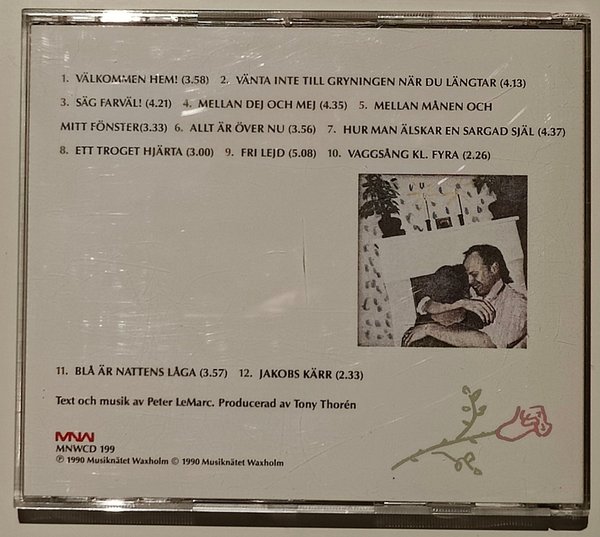 1. VÄLKOMMEN HEM! (3.58) 2. VÄNTA INTE TILL GRYNINGEN NÄR DU LÄNGTAR (4.13)
3. SÄG FARVÄL! (4.21) 4. MELLAN DEJ OCH MEJ (4.35) 5. MELLAN MÅNEN OCH
MITT FÖNSTER(3.33) 6. ALLT ÄR ÖVER NU (3.56) 7. HUR MAN ÄLSKAR EN SARGAD SJÄL (4.37)
8. ETT TROGET HJÄRTA (3.00) 9. FRI LEJD (5.08) 10. VAGGSÅNG KL. FYRA (2.26)
11. BLÅ ÄR NATTENS LÅGA (3.57) 12. JAKOBS KÄRR (2.33)
Text och musik av Peter LeMarc. Producerad av Tony Thorén
MNW
MNWCD 199
℗ 1990 Musiknätet Waxholm © 1990 Musiknätet Waxholm